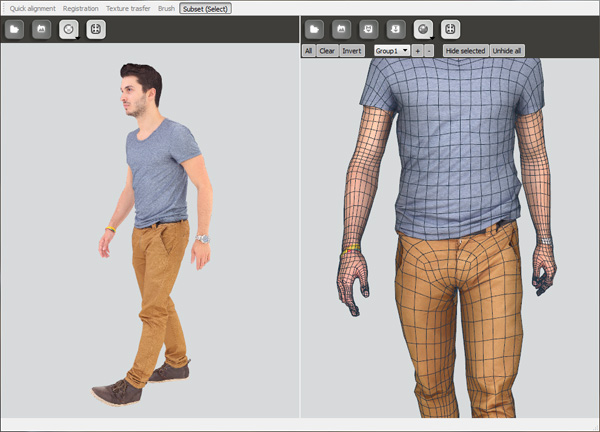 Quick alignment Registration Texture trasfer Brush Subset (Select)
All Clear Invert Group1 + - Hide selected Unhide all